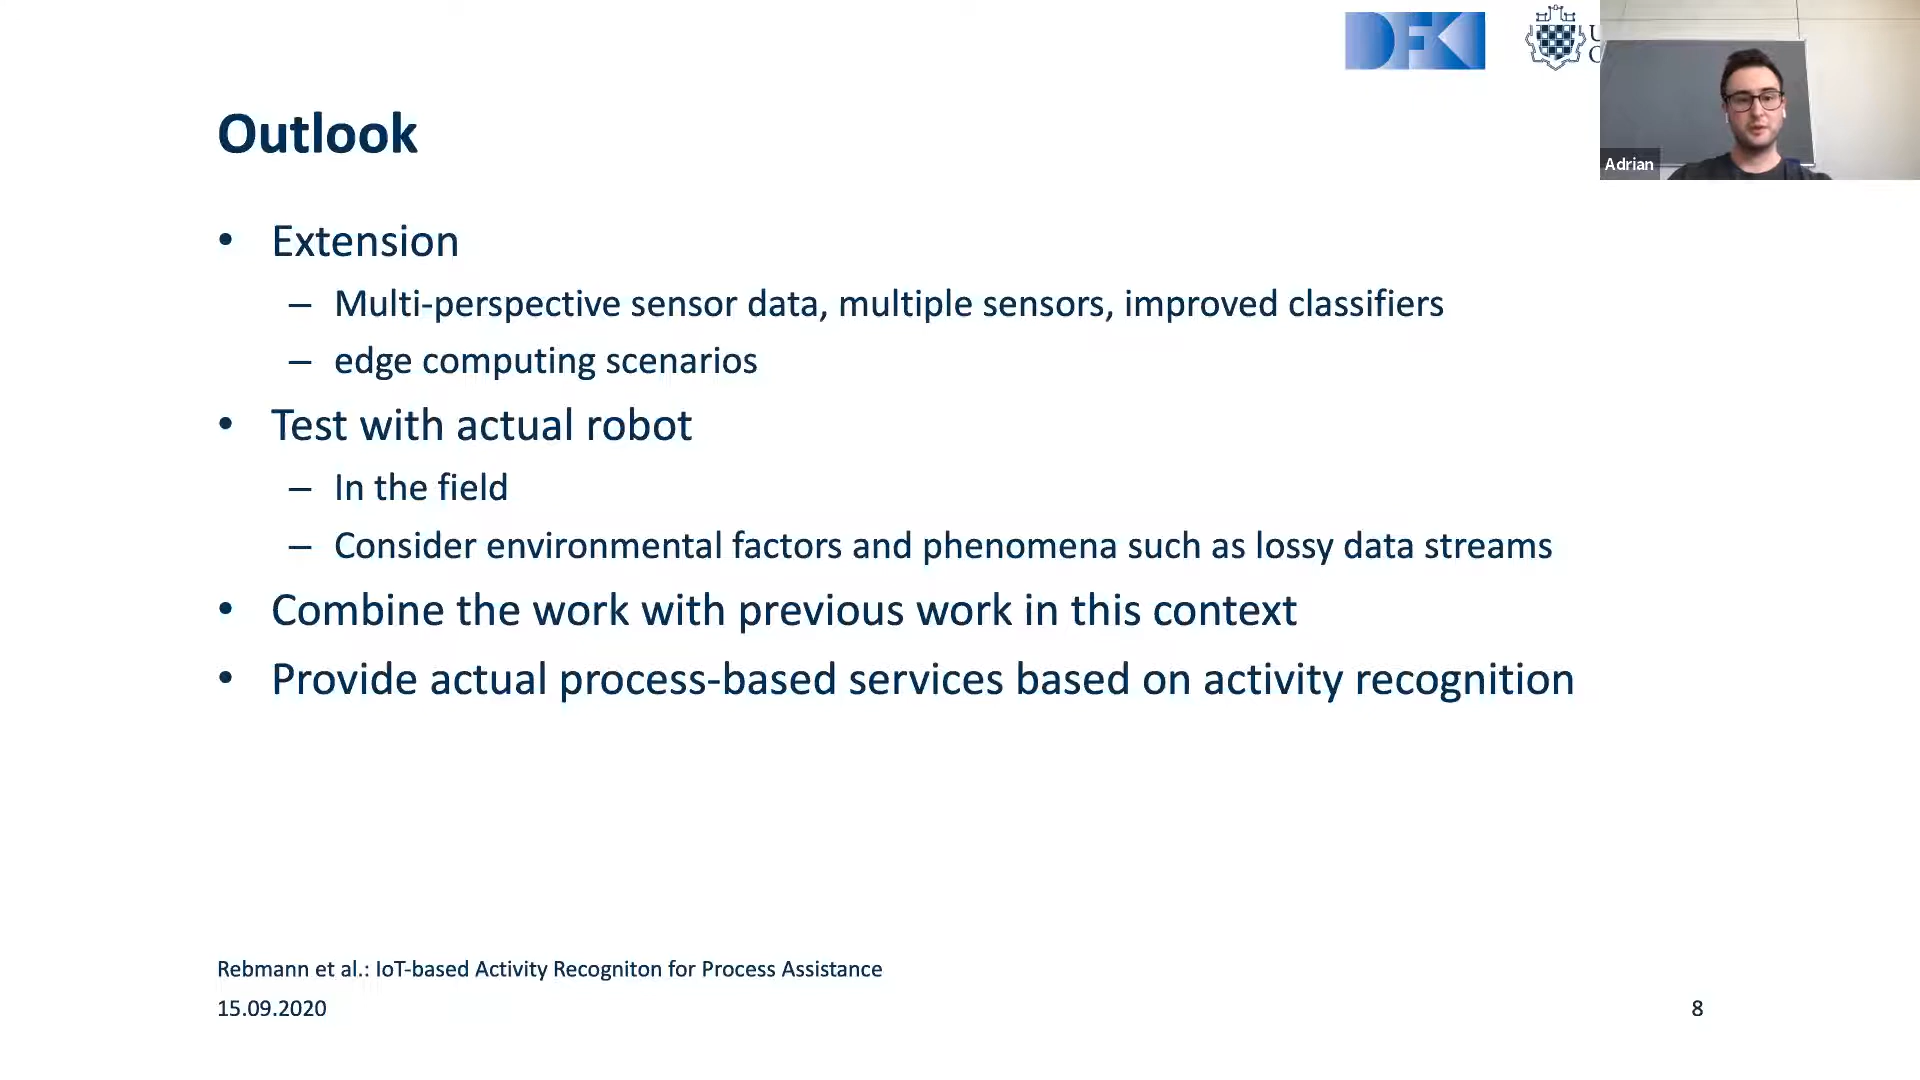 DFKI
Adrian
Outlook
• Extension
– Multi-perspective sensor data, multiple sensors, improved classifiers
– edge computing scenarios
• Test with actual robot
– In the field
– Consider environmental factors and phenomena such as lossy data streams
• Combine the work with previous work in this context
• Provide actual process-based services based on activity recognition
Rebmann et al.: IoT-based Activity Recogniton for Process Assistance
15.09.2020
8